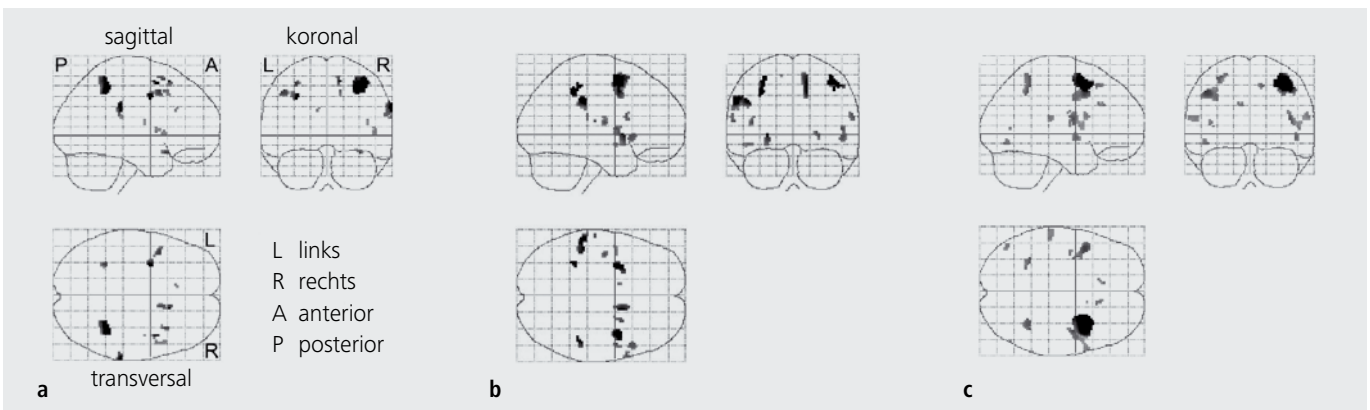 sagittal
koronal
P A L R
L
R
transversal
L links
R rechts
A anterior
P posterior
a
b
c